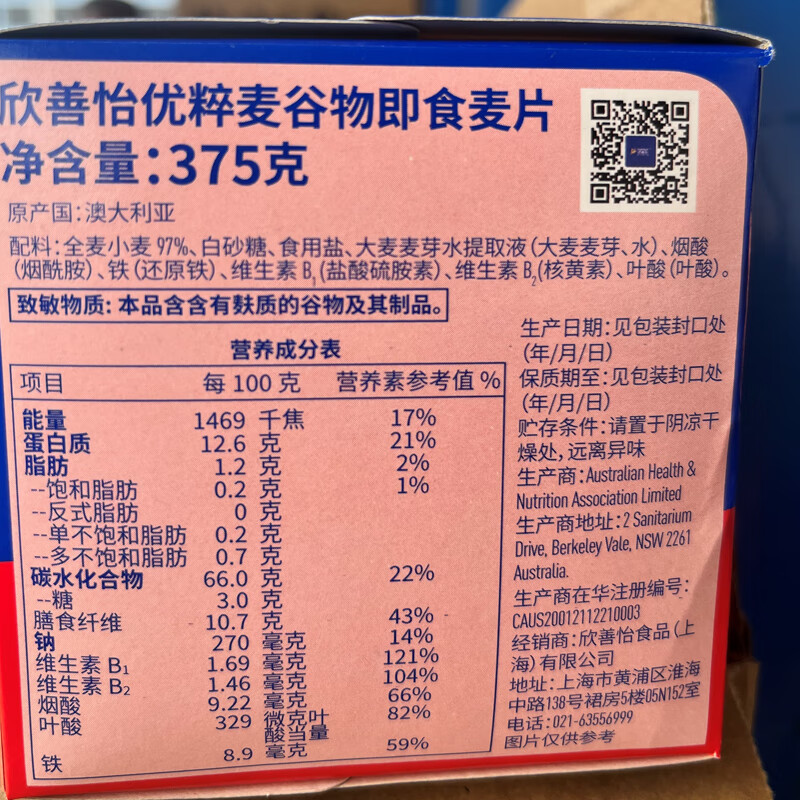 欣善怡优粹麦谷物即食麦片
净含量：375克
原产国：澳大利亚
配料：全麦小麦 97%、白砂糖、食用盐、大麦麦芽水提取液（大麦麦芽、水）、烟酸
（烟酰胺）、铁（还原铁）、维生素 B₁（盐酸硫胺素）、维生素 B₂（核黄素）、叶酸（叶酸）。
致敏物质：本品含含有麸质的谷物及其制品。
营养成分表
项目 每 100 克 营养素参考值 %
能量 1469 千焦 17%
蛋白质 12.6 克 21%
脂肪 1.2 克 2%
--饱和脂肪 0.2 克 1%
--反式脂肪 0 克
--单不饱和脂肪 0.2 克
--多不饱和脂肪 0.7 克
碳水化合物 66.0 克 22%
--糖 3.0 克
膳食纤维 10.7 克 43%
钠 270 毫克 14%
维生素 B₁ 1.69 毫克 121%
维生素 B₂ 1.46 毫克 104%
烟酸 9.22 毫克 66%
叶酸 329 微克叶 82%
酸当量
铁 8.9 毫克 59%
生产日期：见包装封口处
（年/月/日）
保质期至：见包装封口处
（年/月/日）
贮存条件：请置于阴凉干
燥处，远离异味
生产商：Australian Health &
Nutrition Association Limited
生产商地址：2 Sanitarium
Drive, Berkeley Vale, NSW 2261
Australia.
生产商在华注册编号：
CAUS20012112210003
经销商：欣善怡食品（上
海）有限公司
地址：上海市黄浦区淮海
中路138号裙房5楼05N152室
电话：021-63556999
图片仅供参考